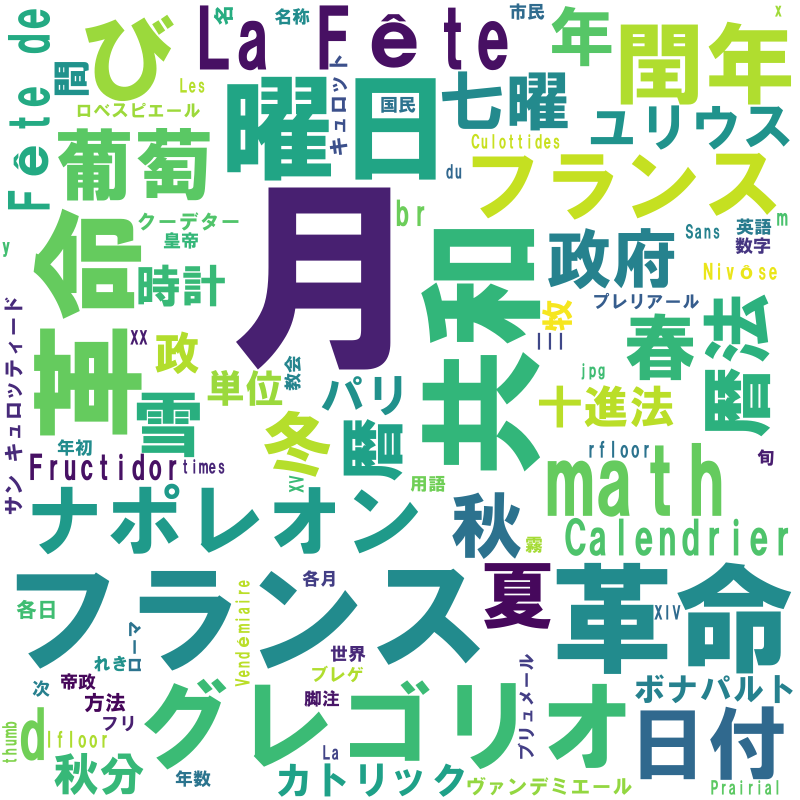 La Fête
名
名称
市民
x
年
閏年
び
間
Les
Fête de
ロベスピエール
曜日
キュロット
国民
七曜
ユリウス
Culottides
葡萄
du
フランス
月
br
m
クーデター
皇帝
Sans
英語
数字
y
革命
時計
共和
政府
Nivôse
プレリアール
暦法
サン キュロッティード
XX
政
枚
III
春
教会
単位
パリ
jpg
十進法
雪
冬
暦
年初
rfloor
旬
Fructidor
times
XV
用語
math
ナポレオン
秋
霧
Calendrier
フランス
革命
夏
各月
各日
Vendémiaire
XIV
ローマ
れき
世界
ブレゲ
次
帝政
方法
脚注
フリ
ブリュメール
ボナパルト
グレゴリオ
日付
thumb
d
lfloor
La
秋分
年数
カトリック
ヴァンデミエール
Prairial